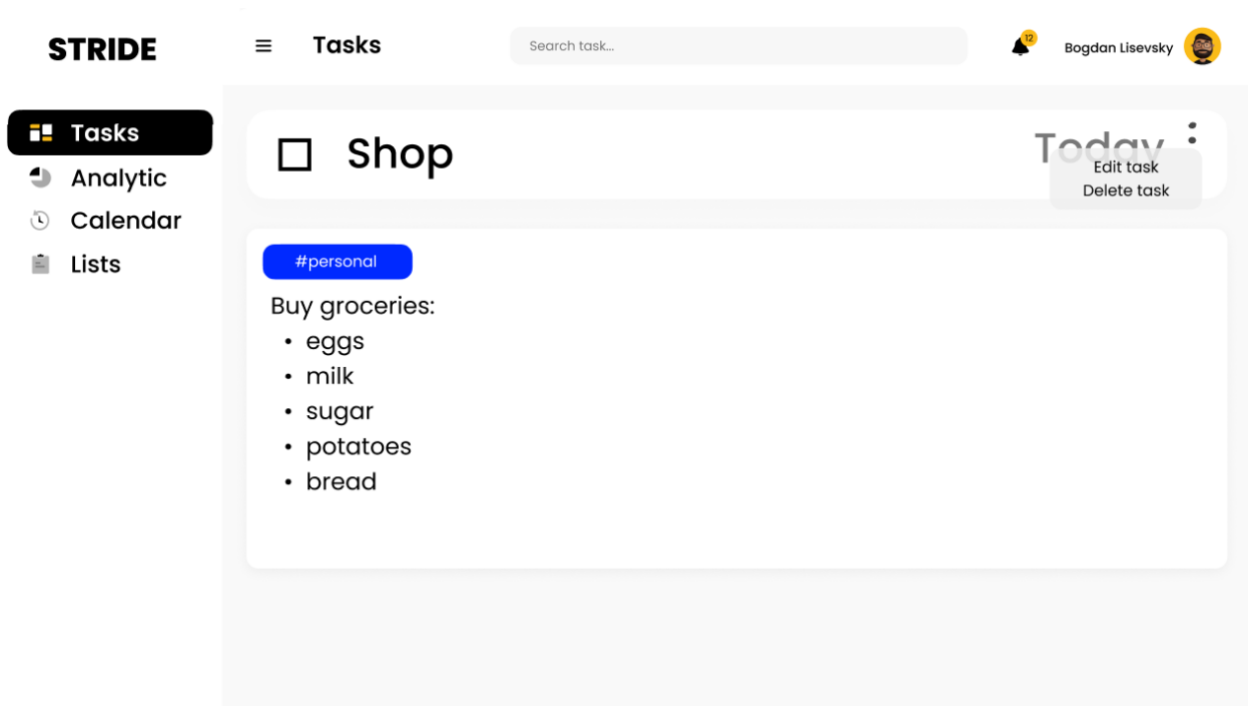 STRIDE
Tasks
Search task...
12
Bogdan Lisevsky
Tasks
Analytic
Calendar
Lists
Shop
Today
Edit task
Delete task
#personal
Buy groceries:
• eggs
• milk
• sugar
• potatoes
• bread